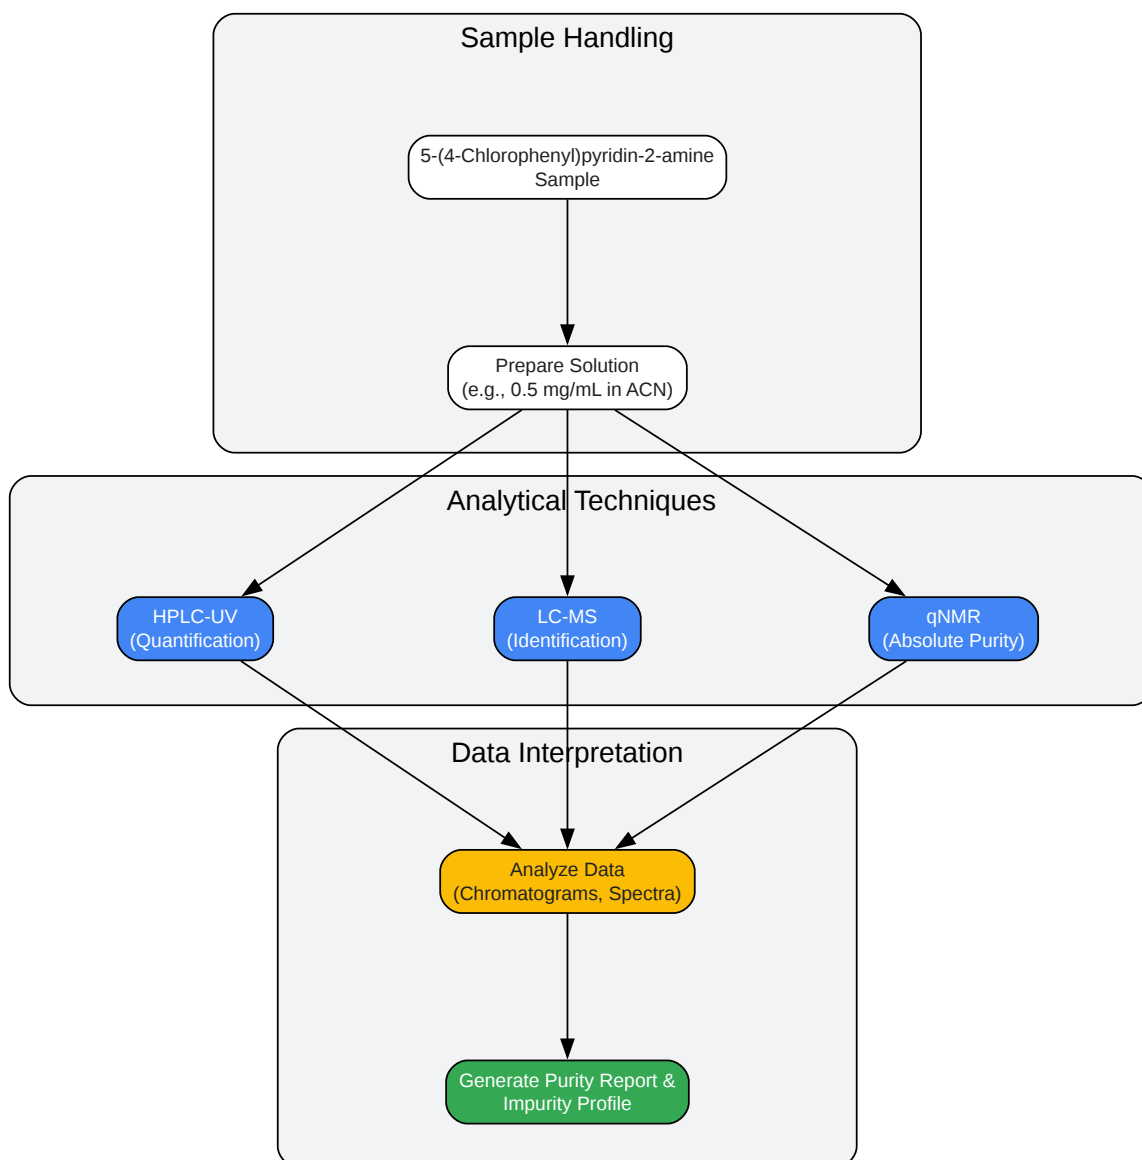 Sample Handling
5-(4-Chlorophenyl)pyridin-2-amine
Sample
Prepare Solution
(e.g., 0.5 mg/mL in ACN)
Analytical Techniques
HPLC-UV
(Quantification)
LC-MS
(Identification)
qNMR
(Absolute Purity)
Data Interpretation
Analyze Data
(Chromatograms, Spectra)
Generate Purity Report &
Impurity Profile